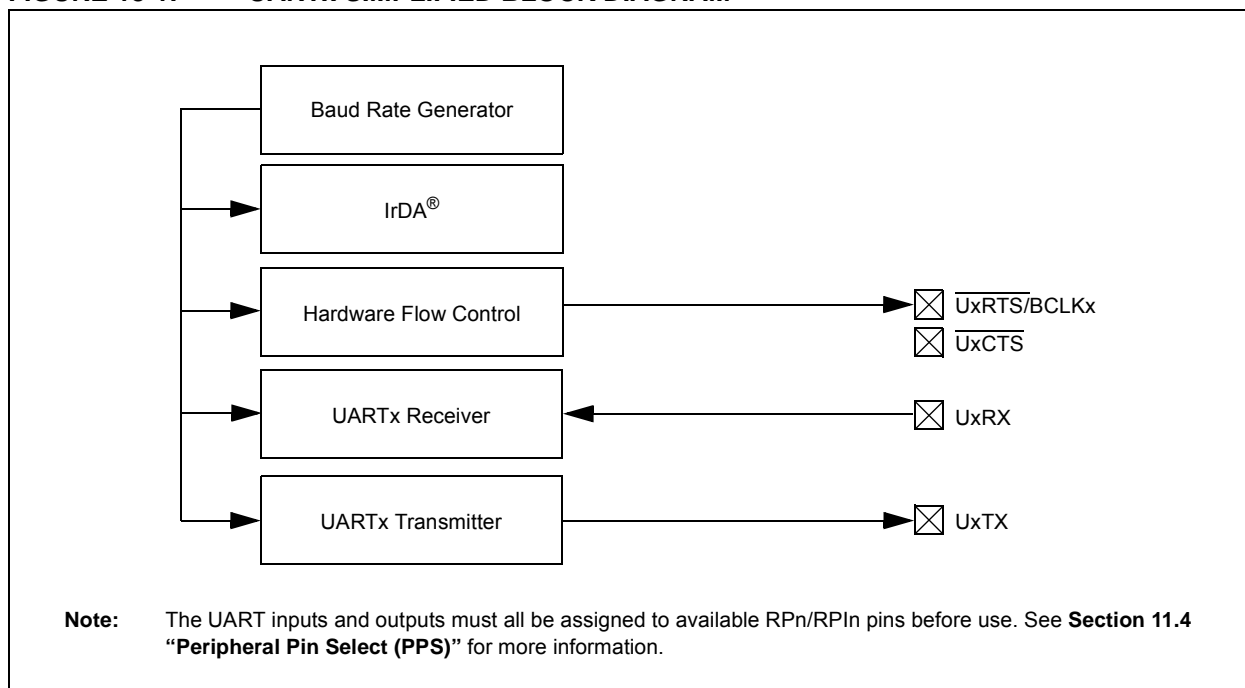 Baud Rate Generator
IrDA®
Hardware Flow Control
UxRTS/BCLKx
UxCTS
UARTx Receiver
UxRX
UARTx Transmitter
UxTX
Note: The UART inputs and outputs must all be assigned to available RPn/RPIn pins before use. See Section 11.4
“Peripheral Pin Select (PPS)” for more information.